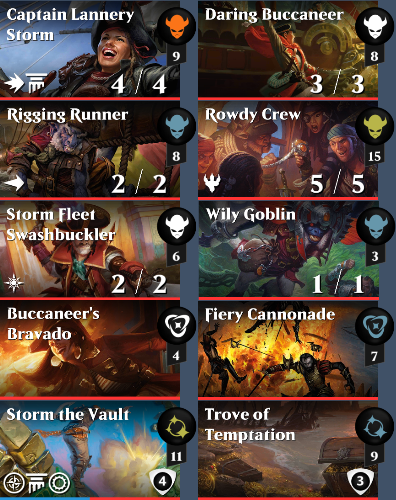 Captain Lannery
Storm
9
4 / 4
Daring Buccaneer
8
3 / 3
Rigging Runner
8
2 / 2
Rowdy Crew
15
5 / 5
Storm Fleet
Swashbuckler
6
2 / 2
Wily Goblin
3
1 / 1
Buccaneer's
Bravado
4
Fiery Cannonade
7
Storm the Vault
11
4
Trove of
Temptation
9
3